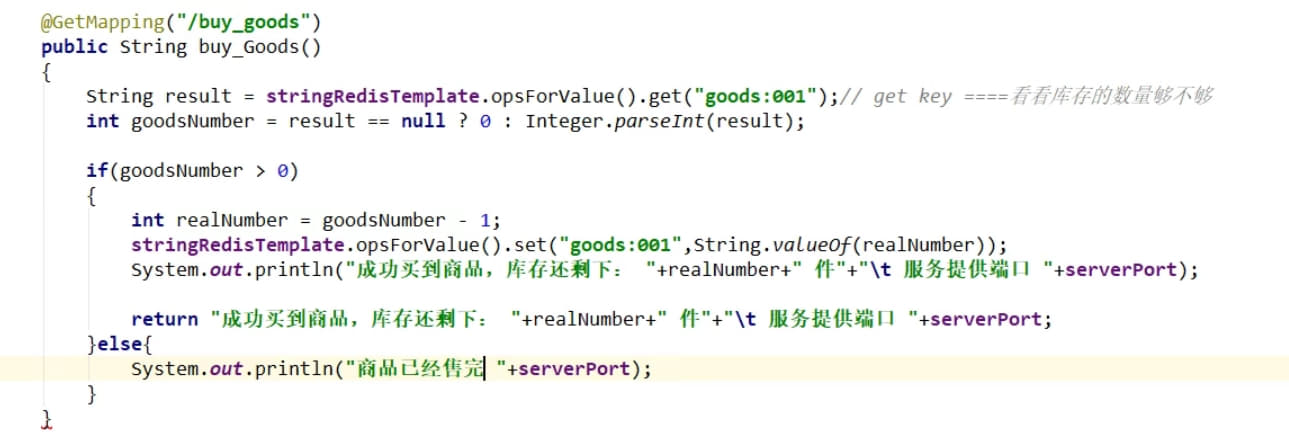 @GetMapping("/buy_goods")
public String buy_Goods()
{
    String result = stringRedisTemplate.opsForValue().get("goods:001");// get key ====看看库存的数量够不够
    int goodsNumber = result == null ? 0 : Integer.parseInt(result);

    if(goodsNumber > 0)
    {
        int realNumber = goodsNumber - 1;
        stringRedisTemplate.opsForValue().set("goods:001",String.valueOf(realNumber));
        System.out.println("成功买到商品，库存还剩下： "+realNumber+" 件"+"\t 服务提供端口 "+serverPort);

        return "成功买到商品，库存还剩下： "+realNumber+" 件"+"\t 服务提供端口 "+serverPort;
    }else{
        System.out.println("商品已经售完 "+serverPort);
    }
}